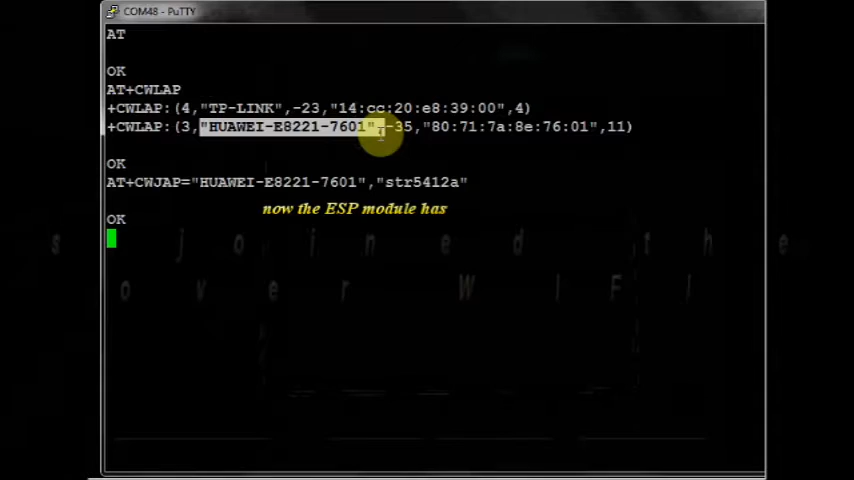 COM48 - PuTTY
AT
OK
AT+CWLAP
+CWLAP:(4,"TP-LINK",-23,"14:cc:20:e8:39:00",4)
+CWLAP:(3,"HUAWEI-E8221-7601",-35,"80:71:7a:8e:76:01",11)
OK
AT+CWJAP="HUAWEI-E8221-7601","str5412a"
now the ESP module has
OK
s joined the
over WIFI